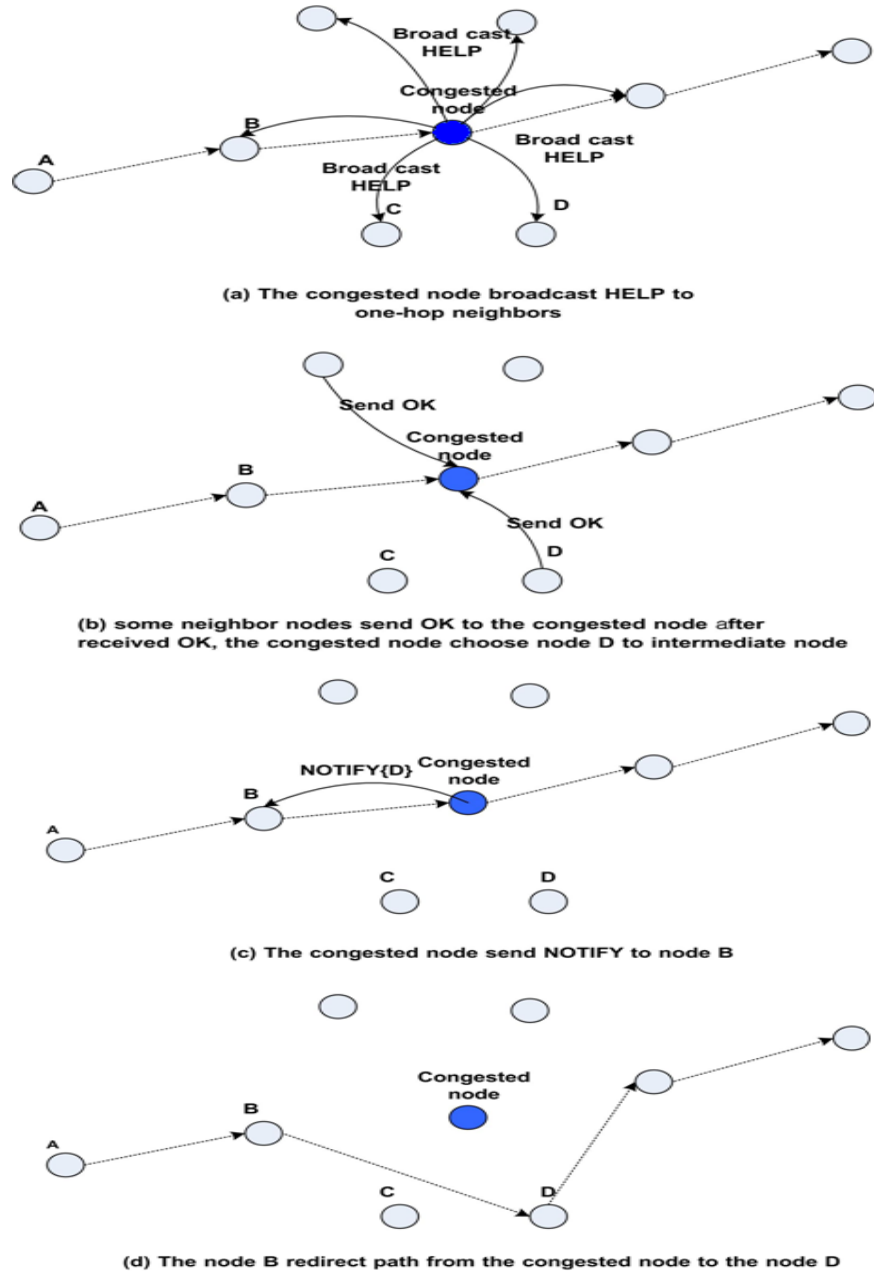 Broad cast
HELP
Congested
node
B
Broad cast
HELP
A
Broad cast
HELP
C
D
(a) The congested node broadcast HELP to
one-hop neighbors
Send OK
Congested
node
B
A
Send OK
C
D
(b) some neighbor nodes send OK to the congested node after
received OK, the congested node choose node D to intermediate node
Congested
node
NOTIFY{D}
B
A
C
D
(c) The congested node send NOTIFY to node B
Congested
node
B
A
C
D
(d) The node B redirect path from the congested node to the node D